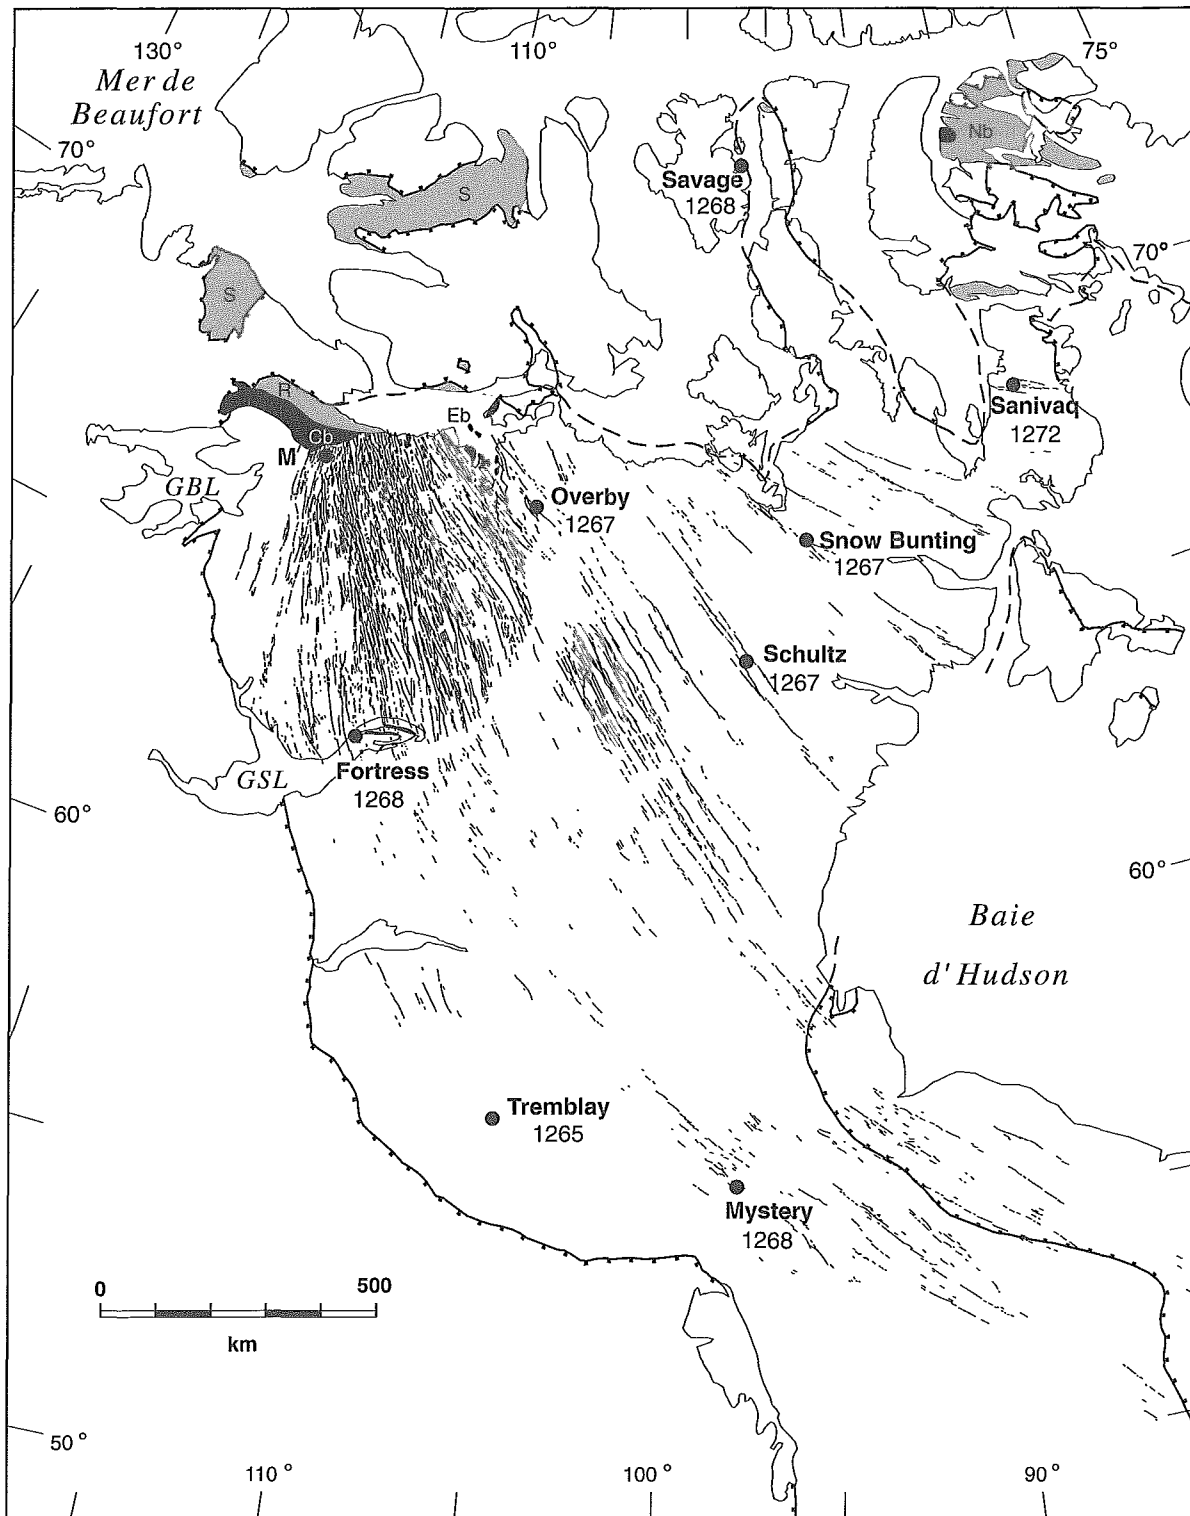 130°
110°
75°
Mer de
Beaufort
70°
Nb
S
Savage
1268
70°
S
R
Cb
Eb
Sanivaq
1272
M
GBL
Overby
1267
Snow Bunting
1267
Schultz
1267
GSL
Fortress
1268
60°
60°
Baie
d'Hudson
Tremblay
1265
Mystery
1268
0
500
km
50°
110°
100°
90°